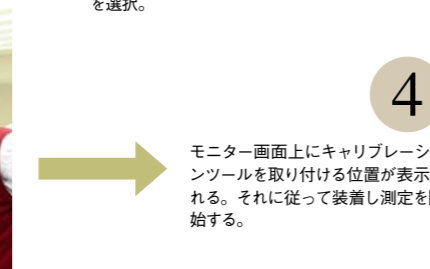 を選択。
4
モニター画面上にキャリブレーシ
ンツールを取り付ける位置が表示
れる。それに従って装着し測定を
始する。